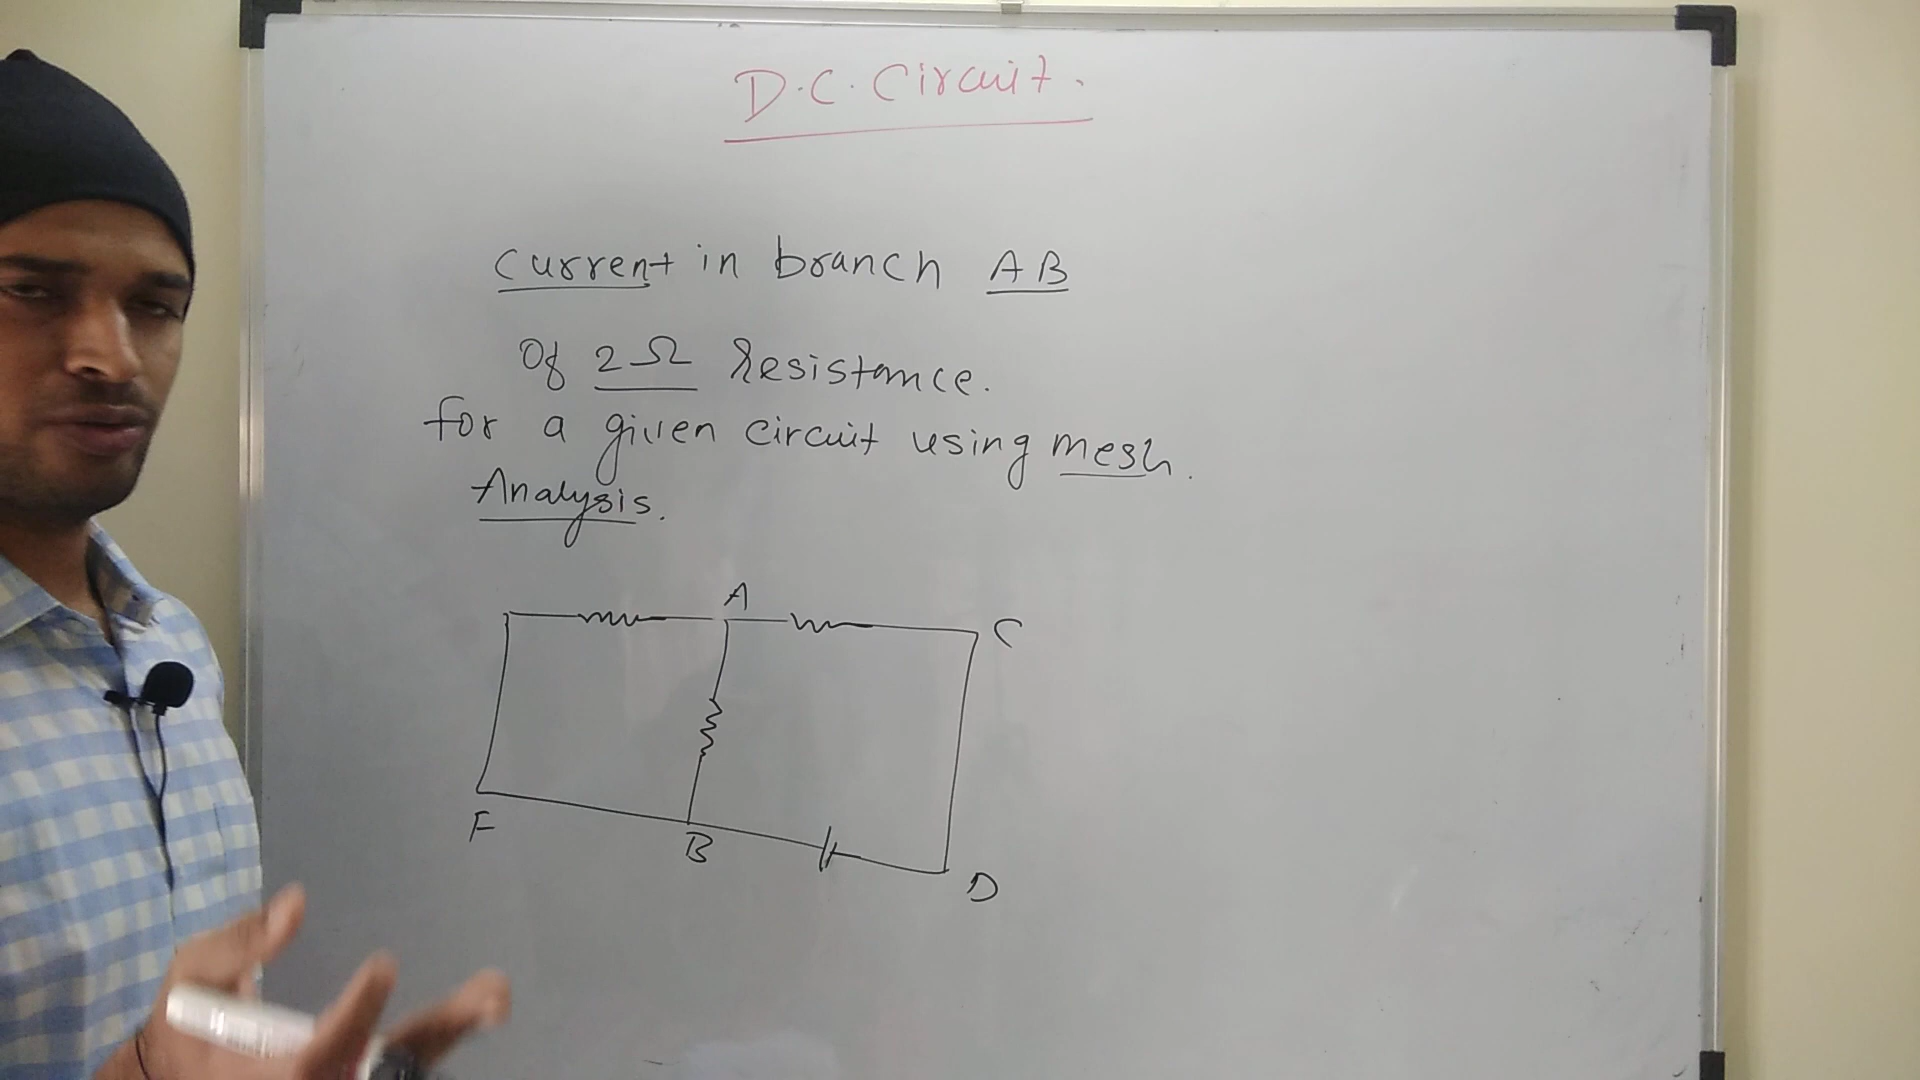 D.C. Circuit.
Current in branch AB
Of 2Ω Resistance.
for a given circuit using mesh.
Analysis.
A
C
F
B
D